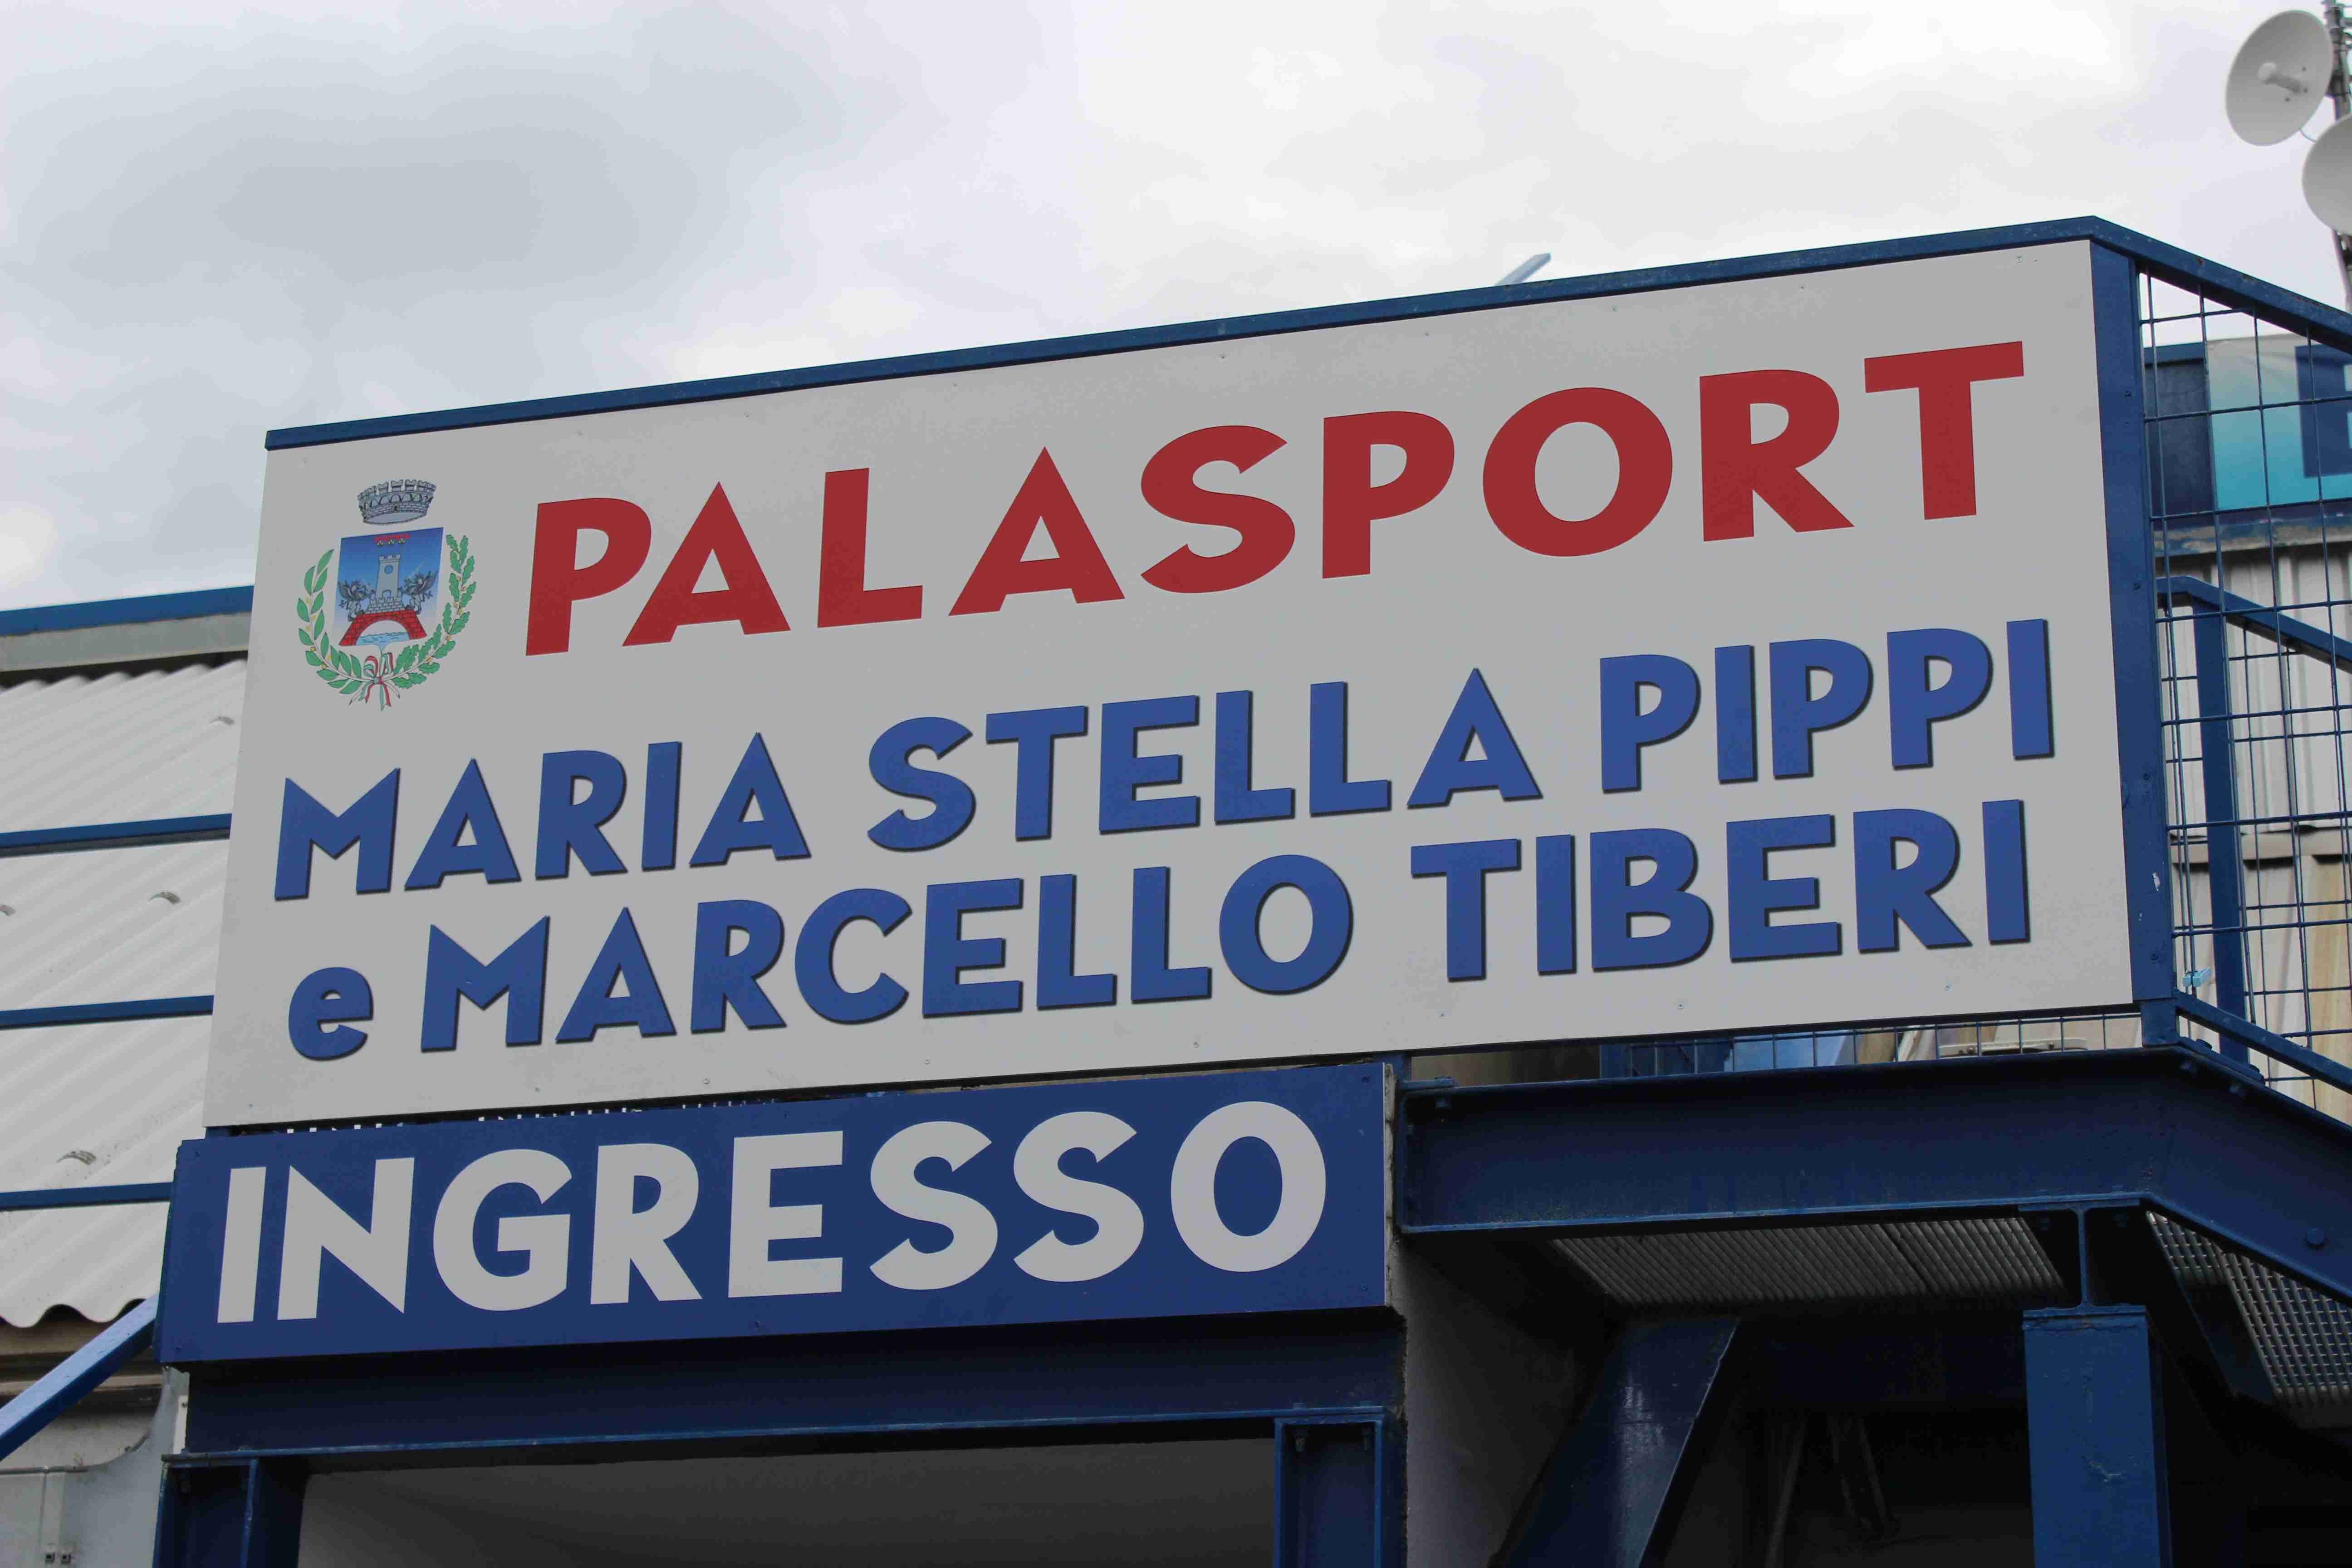 PALASPORT
MARIA STELLA PIPPI
e MARCELLO TIBERI
INGRESSO